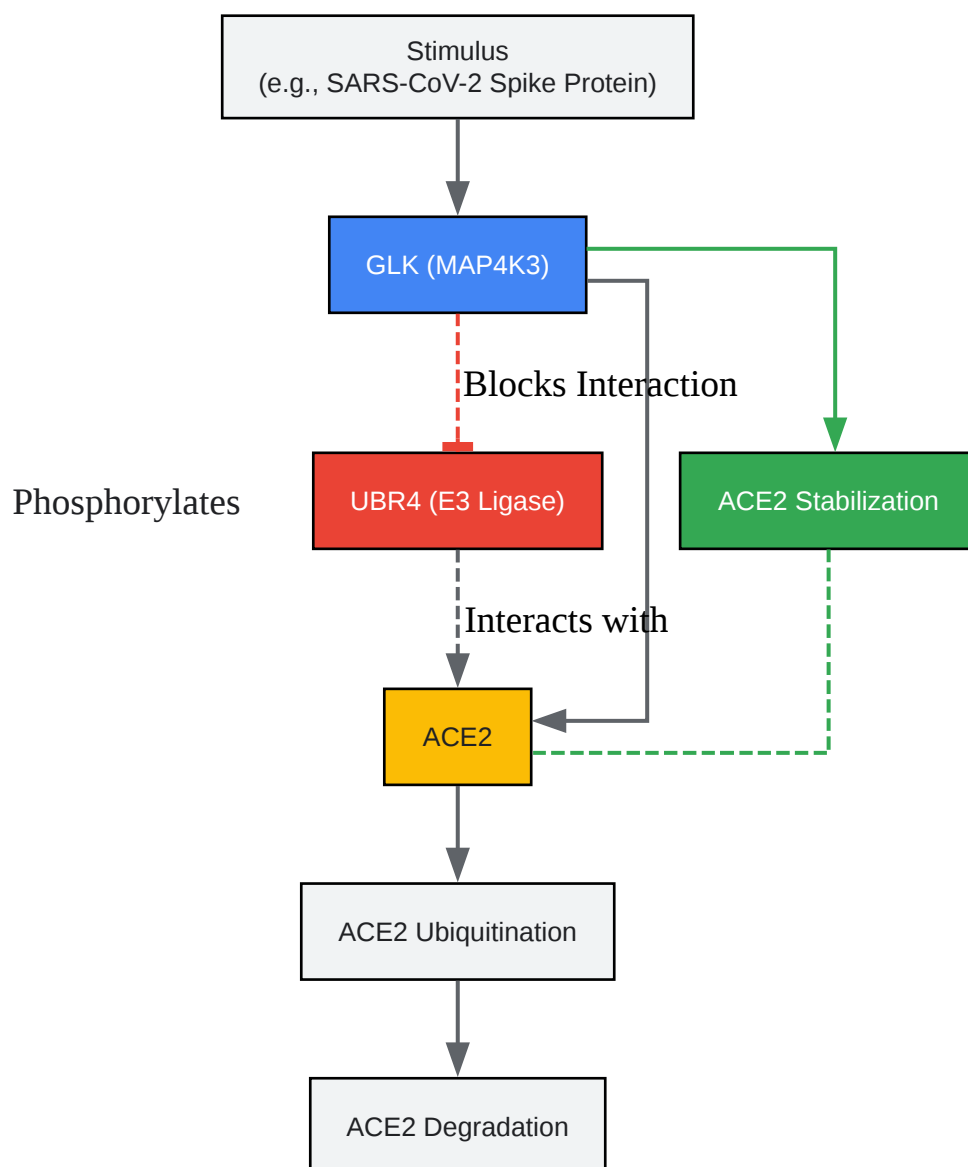 Stimulus
(e.g., SARS-CoV-2 Spike Protein)
GLK (MAP4K3)
Blocks Interaction
Phosphorylates
UBR4 (E3 Ligase)
ACE2 Stabilization
Interacts with
ACE2
ACE2 Ubiquitination
ACE2 Degradation